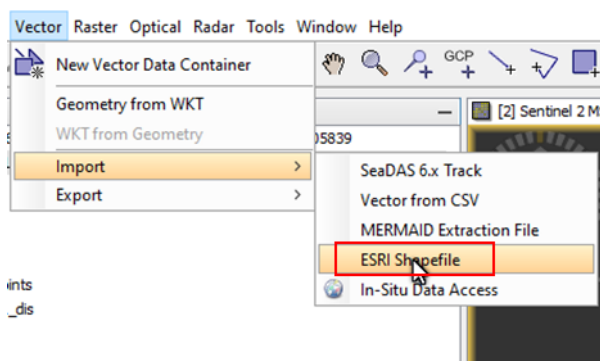 Vector Raster Optical Radar Tools Window Help
New Vector Data Container
GCP
Geometry from WKT
[2] Sentinel 2 M
WKT from Geometry
05839
Import
SeaDAS 6.x Track
Export
Vector from CSV
MERMAID Extraction File
ESRI Shapefile
In-Situ Data Access
ints
_dis